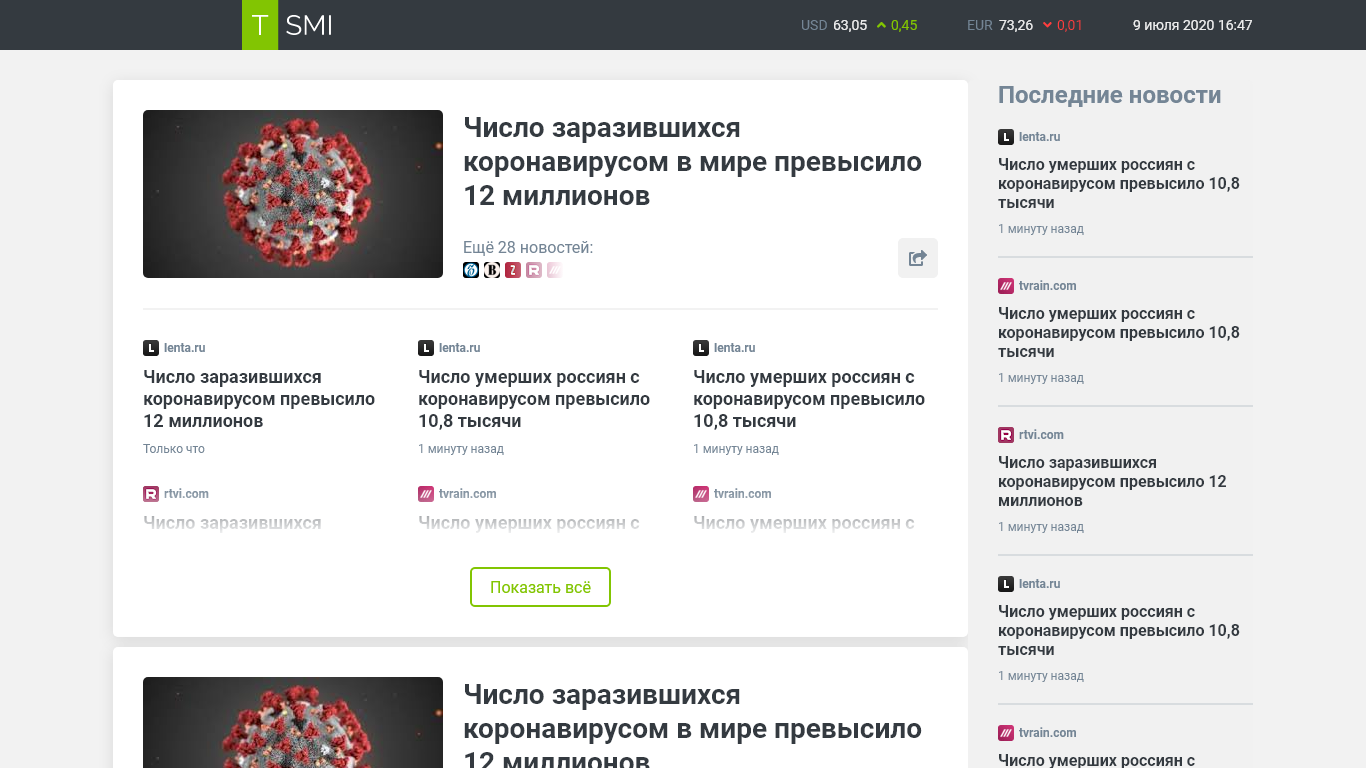 T SMI
USD 63,05 0,45 EUR 73,26 0,01 9 июля 2020 16:47
Число заразившихся
коронавирусом в мире превысило
12 миллионов
Ещё 28 новостей:
lenta.ru
Число заразившихся
коронавирусом превысило
12 миллионов
Только что
lenta.ru
Число умерших россиян с
коронавирусом превысило
10,8 тысячи
1 минуту назад
lenta.ru
Число умерших россиян с
коронавирусом превысило
10,8 тысячи
1 минуту назад
rtvi.com
Число заразившихся
tvrain.com
Число умерших россиян с
tvrain.com
Число умерших россиян с
Показать всё
Число заразившихся
коронавирусом в мире превысило
12 миллионов
Последние новости
lenta.ru
Число умерших россиян с
коронавирусом превысило 10,8
тысячи
1 минуту назад
tvrain.com
Число умерших россиян с
коронавирусом превысило 10,8
тысячи
1 минуту назад
rtvi.com
Число заразившихся
коронавирусом превысило 12
миллионов
1 минуту назад
lenta.ru
Число умерших россиян с
коронавирусом превысило 10,8
тысячи
1 минуту назад
tvrain.com
Число умерших россиян с